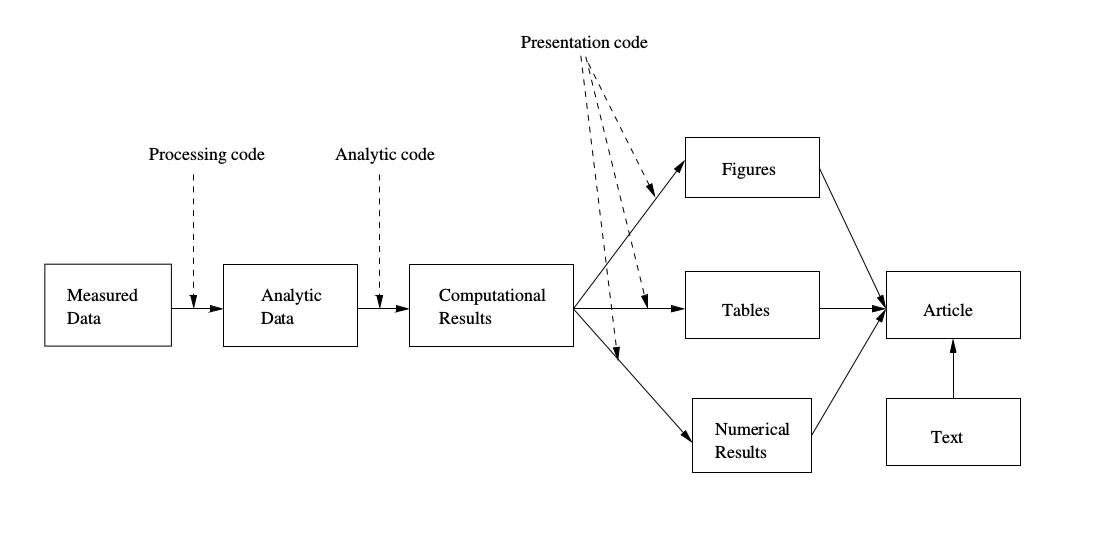 Presentation code
Processing code
Analytic code
Figures
Measured
Data
Analytic
Data
Computational
Results
Tables
Article
Numerical
Results
Text